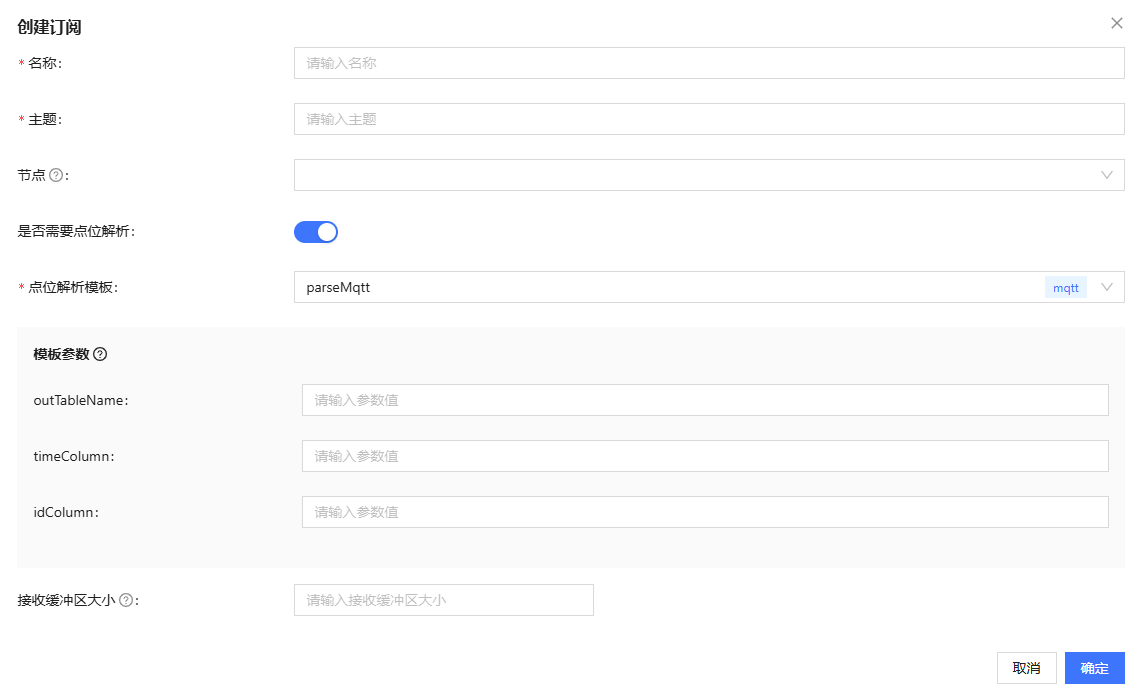 创建订阅
* 名称: 请输入名称
* 主题: 请输入主题
节点 ? :
是否需要点位解析:
* 点位解析模板: parseMqtt mqtt
模板参数 ?
outTableName: 请输入参数值
timeColumn: 请输入参数值
idColumn: 请输入参数值
接收缓冲区大小 ? : 请输入接收缓冲区大小
取消 确定